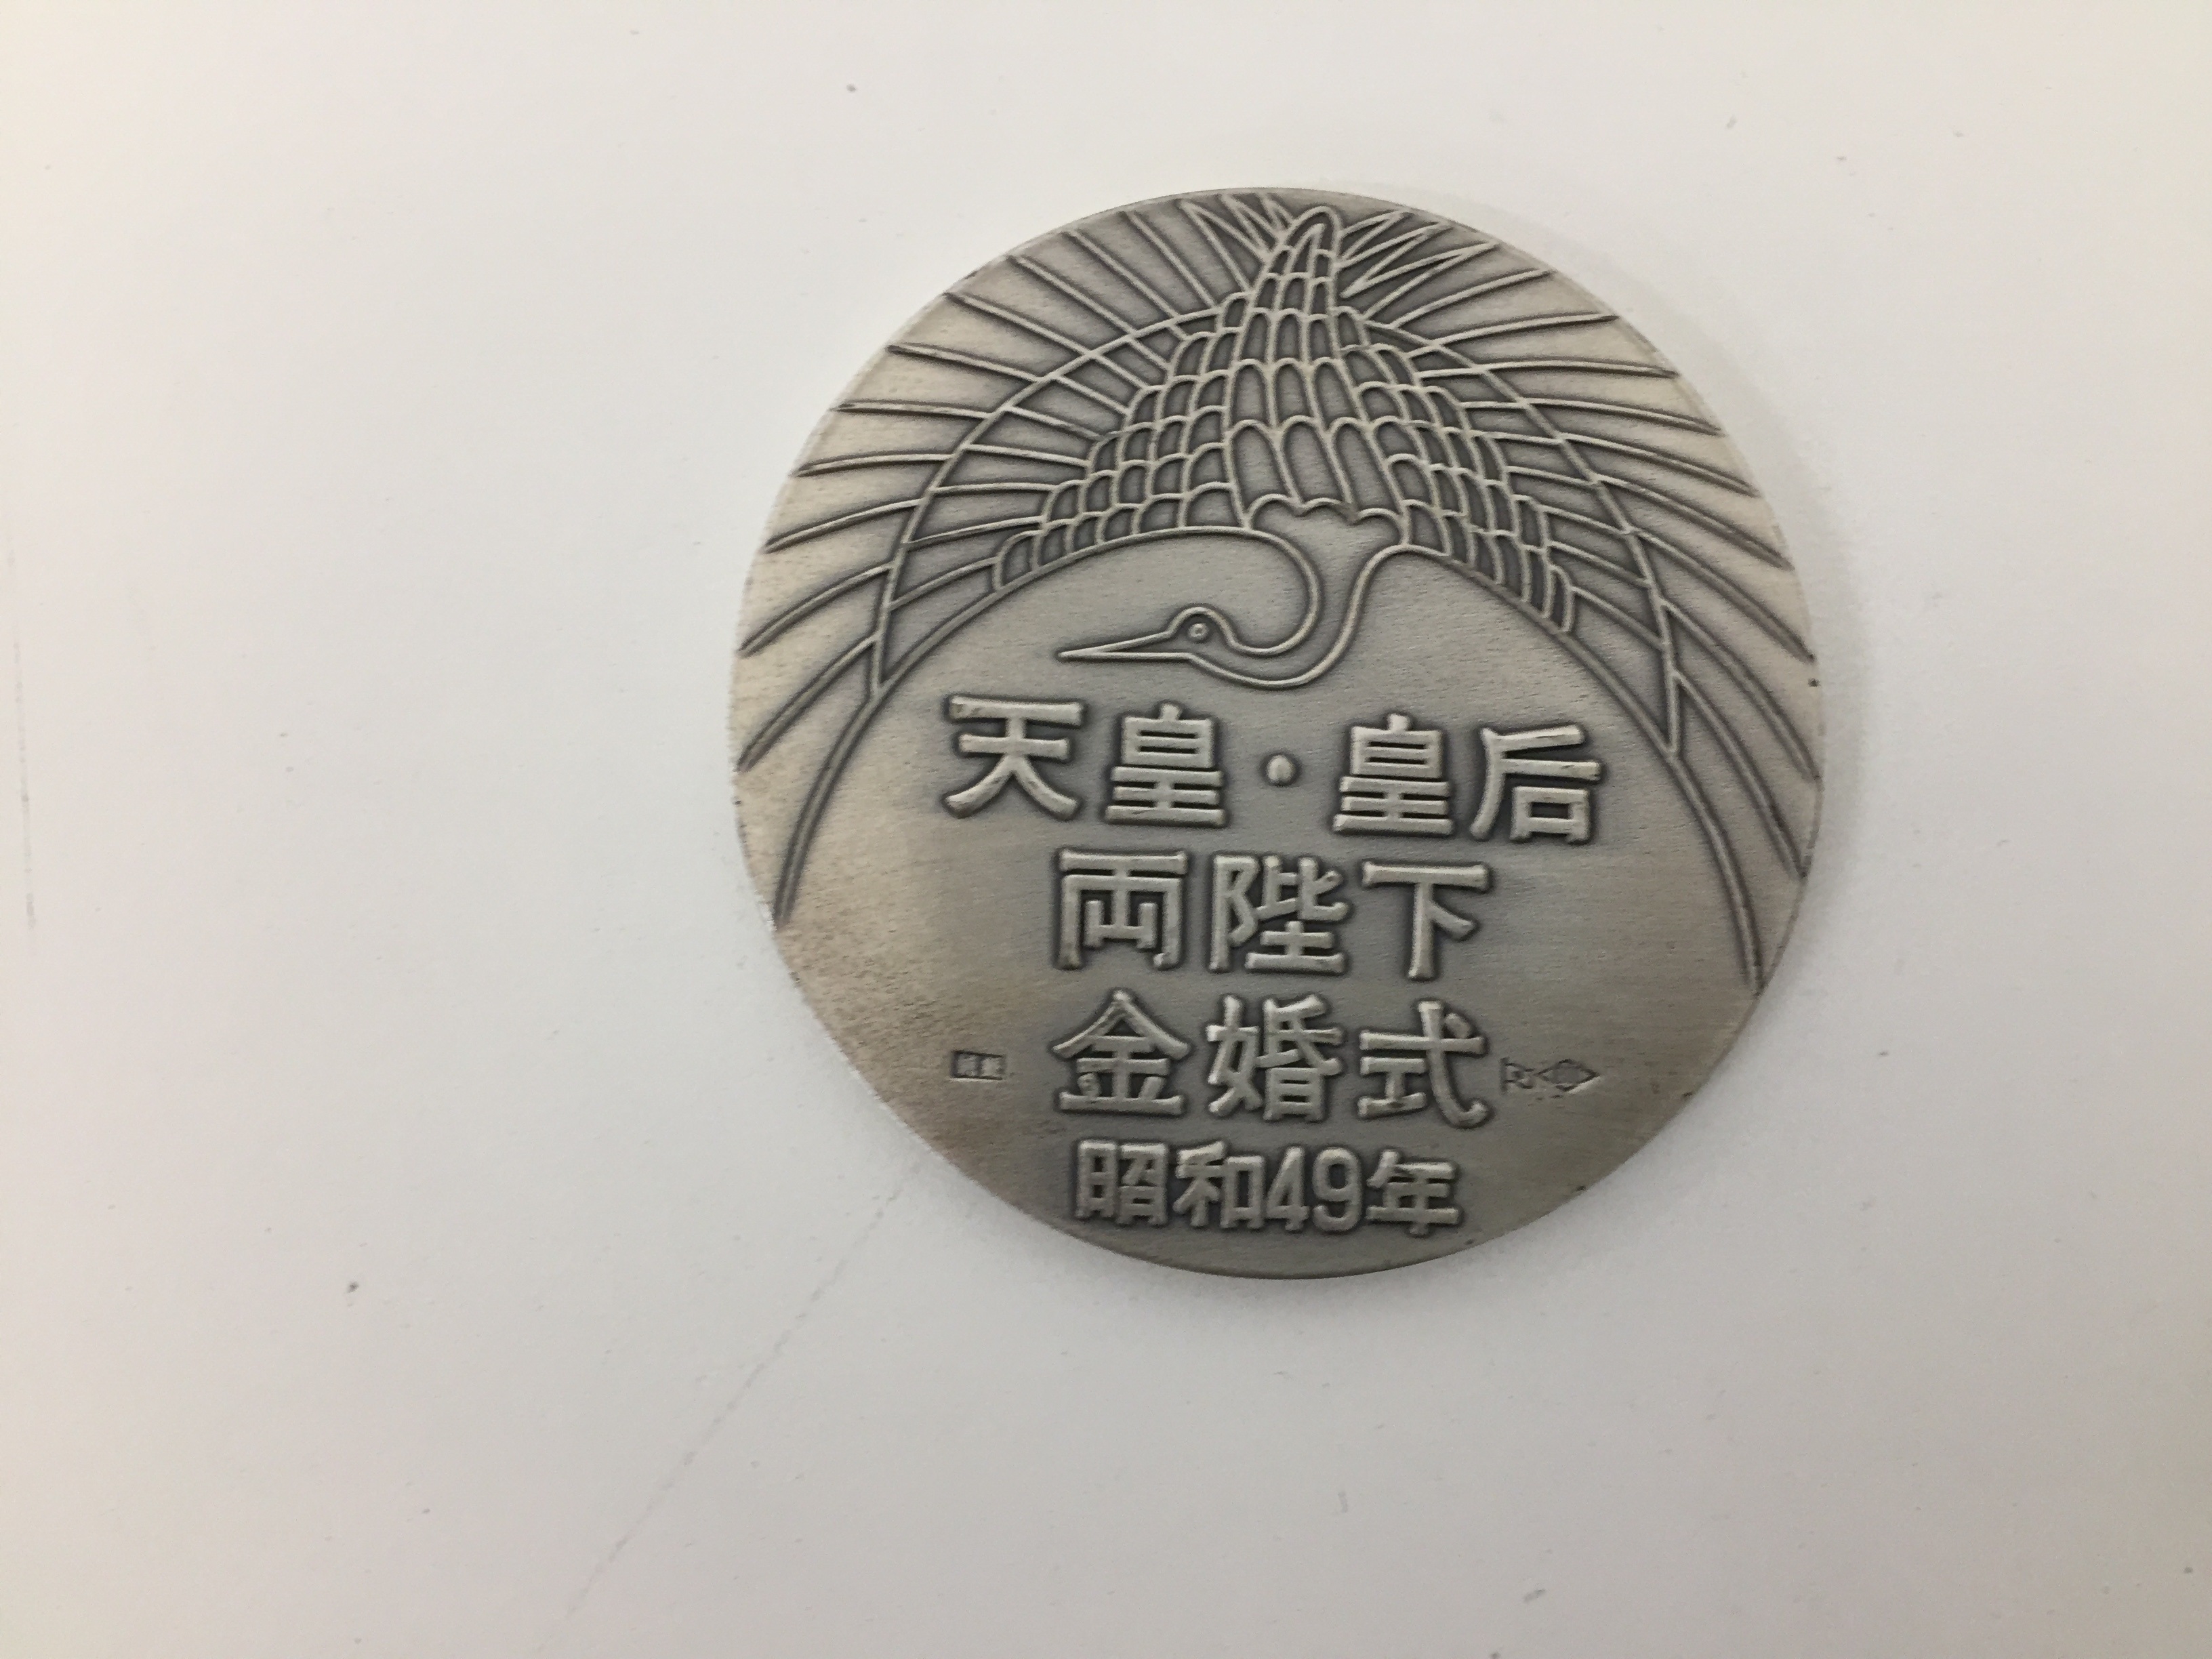 天皇・皇后
両陛下
金婚式
昭和49年